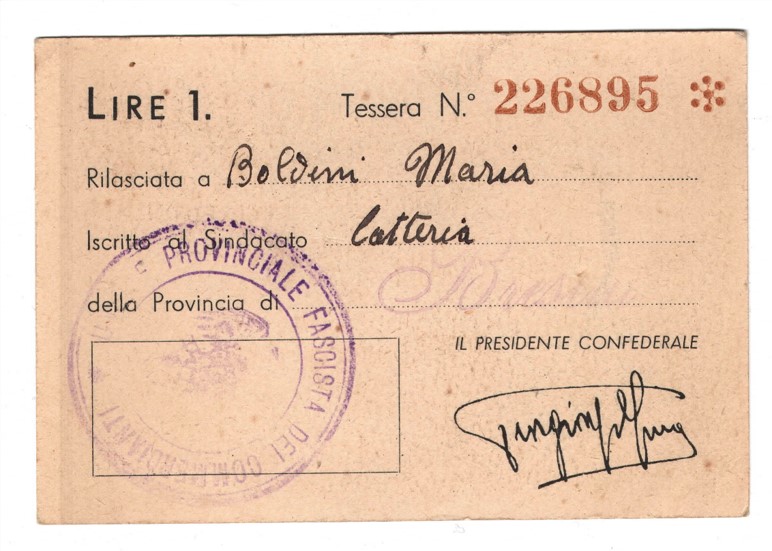 LIRE 1. Tessera N.° 226895
Rilasciata a Boldini Maria
Iscritto al Sindacato Latteria
della Provincia di
IL PRESIDENTE CONFEDERALE
PROVINCIALE FASCISTA DEI COMMERCIANTI